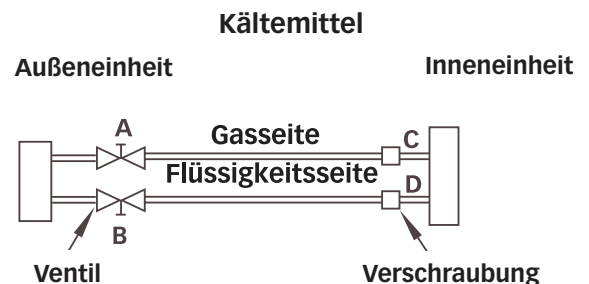 Kältemittel
Außeneinheit
Inneneinheit
A
Gasseite
C
Flüssigkeitsseite
D
B
Ventil
Verschraubung